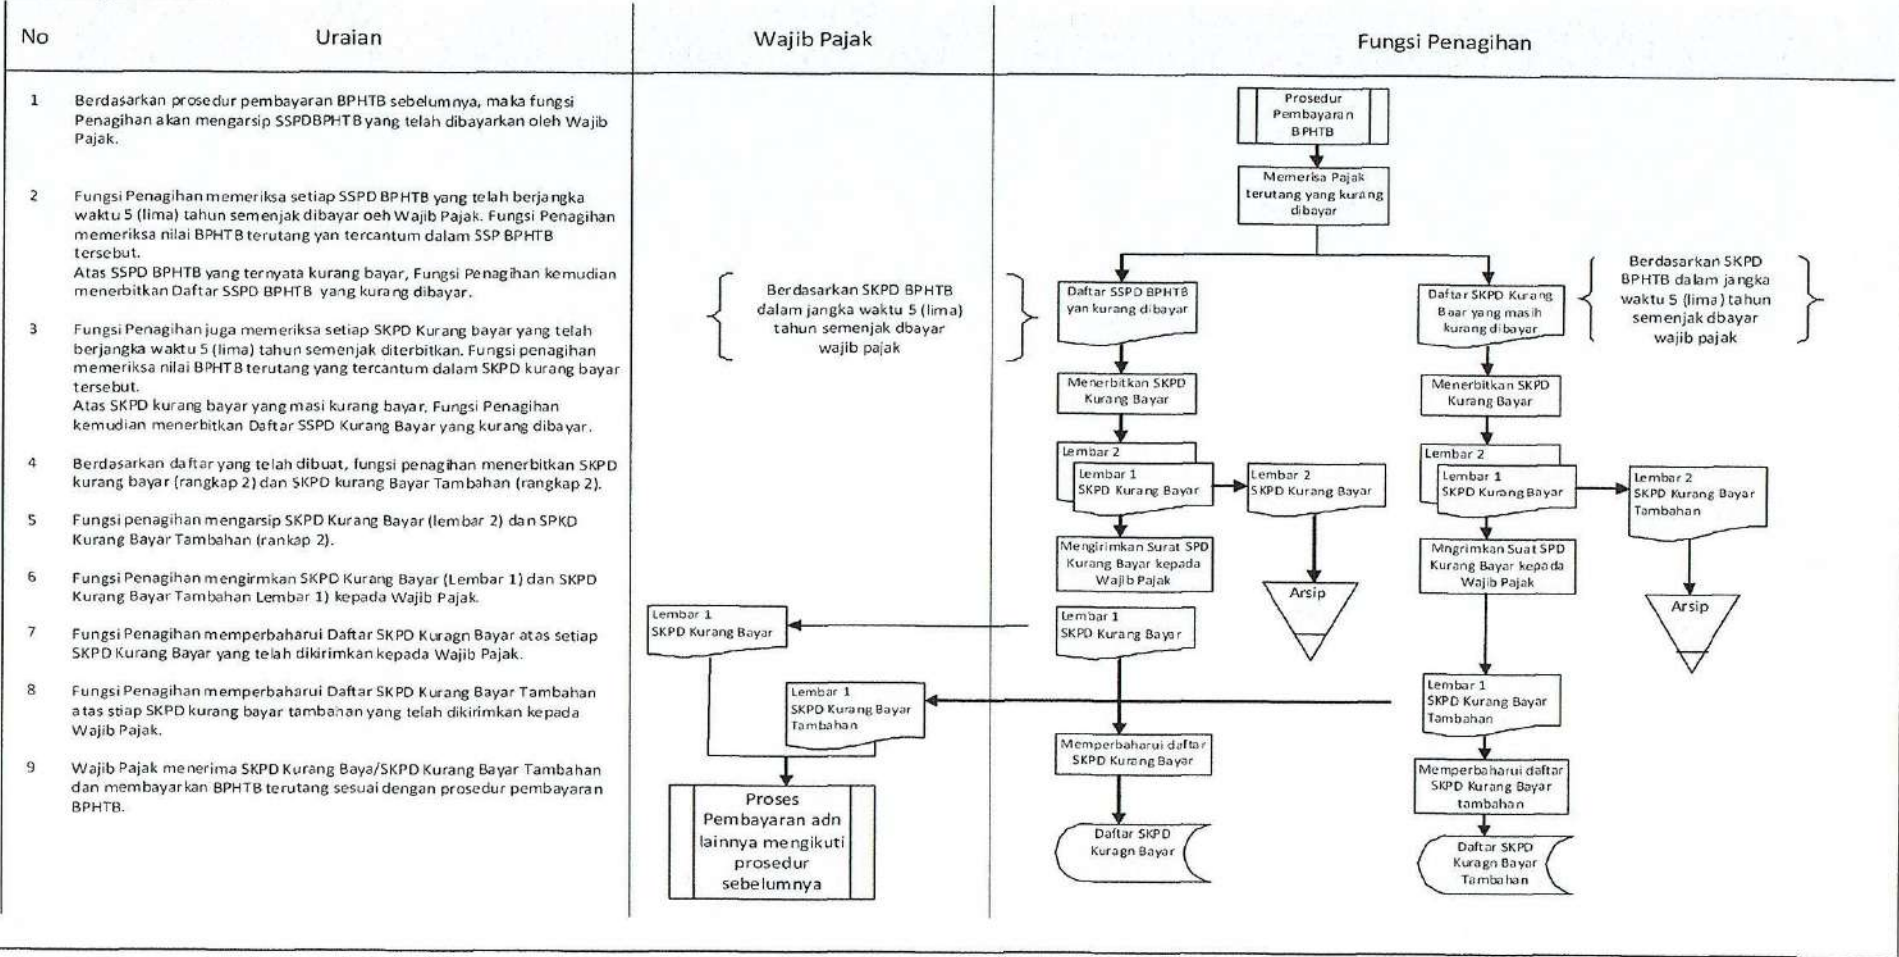 No
Uraian
Wajib Pajak
Fungsi Penagihan
1
Berdasarkan prosedur pembayaran BPHTB sebelumnya, maka fungsi
Penagihan akan mengarsip SSPDBPHTB yang telah dibayarkan oleh Wajib
Pajak.
2
Fungsi Penagihan memeriksa setiap SSPD BPHTB yang telah berjangka
waktu 5 (lima) tahun semenjak dibayar oeh Wajib Pajak. Fungsi Penagihan
memeriksa nilai BPHTB terutang yan tercantum dalam SSP BPHTB
tersebut.
Atas SSPD BPHTB yang ternyata kurang bayar, Fungsi Penagihan kemudian
menerbitkan Daftar SSPD BPHTB yang kurang dibayar.
3
Fungsi Penagihan juga memeriksa setiap SKPD Kurang bayar yang telah
berjangka waktu 5 (lima) tahun semenjak diterbitkan. Fungsi penagihan
memeriksa nilai BPHTB terutang yang tercantum dalam SKPD kurang bayar
tersebut.
Atas SKPD kurang bayar yang masi kurang bayar, Fungsi Penagihan
kemudian menerbitkan Daftar SSPD Kurang Bayar yang kurang dibayar.
4
Berdasarkan daftar yang telah dibuat, fungsi penagihan menerbitkan SKPD
kurang bayar (rangkap 2) dan SKPD kurang Bayar Tambahan (rangkap 2).
5
Fungsi penagihan mengarsip SKPD Kurang Bayar (lembar 2) dan SPKD
Kurang Bayar Tambahan (rankap 2).
6
Fungsi Penagihan mengirmkan SKPD Kurang Bayar (Lembar 1) dan SKPD
Kurang Bayar Tambahan Lembar 1) kepada Wajib Pajak.
7
Fungsi Penagihan memperbaharui Daftar SKPD Kuragn Bayar atas setiap
SKPD Kurang Bayar yang telah dikirimkan kepada Wajib Pajak.
8
Fungsi Penagihan memperbaharui Daftar SKPD Kurang Bayar Tambahan
atas stiap SKPD kurang bayar tambahan yang telah dikirimkan kepada
Wajib Pajak.
9
Wajib Pajak menerima SKPD Kurang Baya/SKPD Kurang Bayar Tambahan
dan membayarkan BPHTB terutang sesuai dengan prosedur pembayaran
BPHTB.
Prosedur
Pembayaran
BPHTB
Memerisa Pajak
terutang yang kurang
dibayar
Berdasarkan SKPD BPHTB
dalam jangka waktu 5 (lima)
tahun semenjak dbayar
wajib pajak
Daftar SSPD BPHTB
yan kurang dibayar
Daftar SKPD Kurang
Baar yang masih
kurang dibayar
Berdasarkan SKPD
BPHTB dalam jangka
waktu 5 (lima) tahun
semenjak dbayar
wajib pajak
Menerbitkan SKPD
Kurang Bayar
Menerbitkan SKPD
Kurang Bayar
Lembar 2
Lembar 1
SKPD Kurang Bayar
Lembar 2
SKPD Kurang Bayar
Lembar 2
Lembar 1
SKPD Kurang Bayar
Lembar 2
SKPD Kurang Bayar
Tambahan
Mengirimkan Surat SPD
Kurang Bayar kepada
Wajib Pajak
Arsip
Mngrimkan Suat SPD
Kurang Bayar kepada
Wajib Pajak
Arsip
Lembar 1
SKPD Kurang Bayar
Lembar 1
SKPD Kurang Bayar
Lembar 1
SKPD Kurang Bayar
Tambahan
Lembar 1
SKPD Kurang Bayar
Tambahan
Memperbaharui daftar
SKPD Kurang Bayar
Memperbaharui daftar
SKPD Kurang Bayar
tambahan
Proses
Pembayaran adn
lainnya mengikuti
prosedur
sebelumnya
Daftar SKPD
Kuragn Bayar
Daftar SKPD
Kuragn Bayar
Tambahan